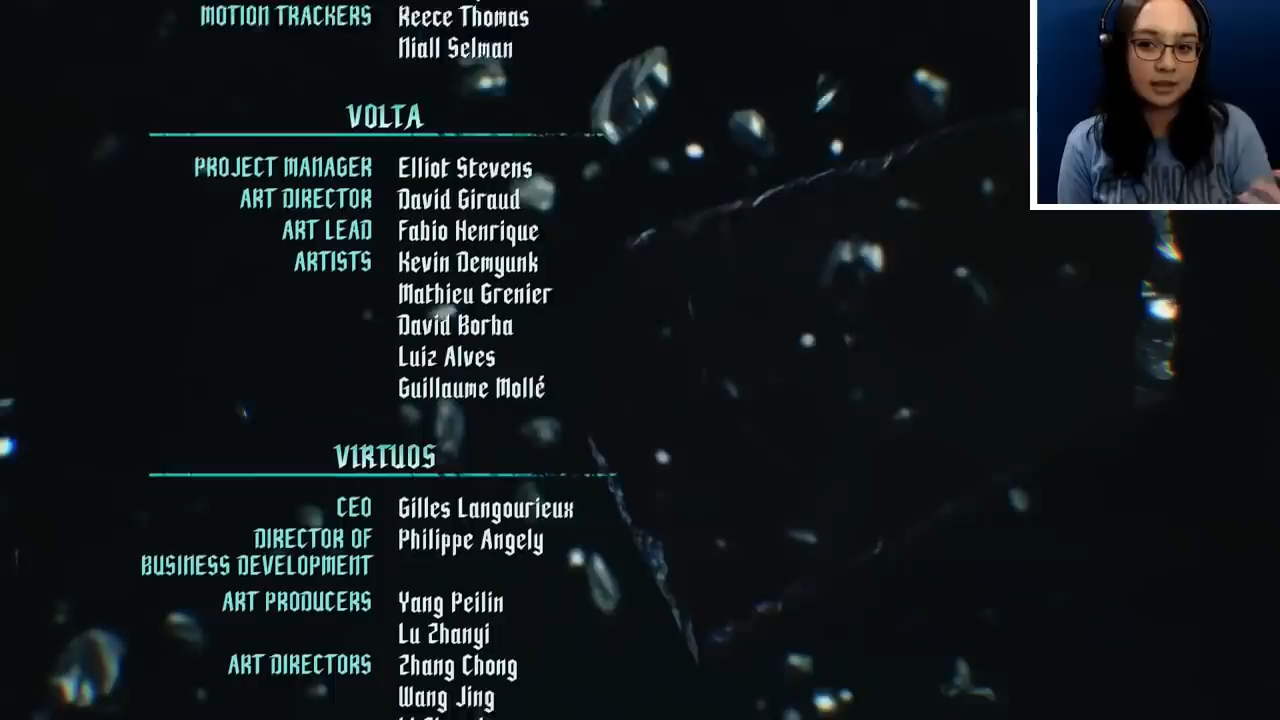 MOTION TRACKERS Reece Thomas
Niall Selman
VOLTA
PROJECT MANAGER Elliot Stevens
ART DIRECTOR David Giraud
ART LEAD Fabio Henrique
ARTISTS Kevin Demyunk
Mathieu Grenier
David Borba
Luiz Alves
Guillaume Mollé
VIRTUOS
CEO Gilles Langourieux
DIRECTOR OF Philippe Angely
BUSINESS DEVELOPMENT
ART PRODUCERS Yang Peilin
Lu Zhanyi
ART DIRECTORS Zhang Chong
Wang Jing